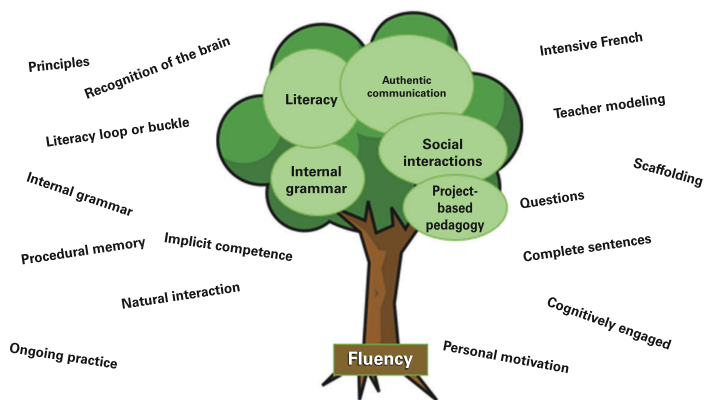 Principles
Recognition of the brain
Literacy loop or buckle
Internal grammar
Procedural memory
Implicit competence
Natural interaction
Ongoing practice
Literacy
Authentic
communication
Social
interactions
Internal
grammar
Project-
based
pedagogy
Fluency
Intensive French
Teacher modeling
Scaffolding
Questions
Complete sentences
Cognitively engaged
Personal motivation